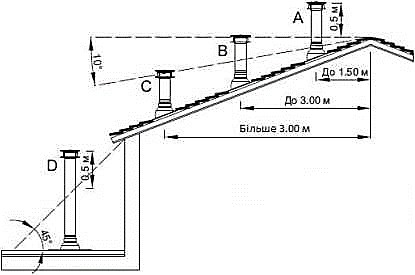 A
0,5 м
B
10°
C
До 1.50 м
До 3.00 м
Більше 3.00 м
D
0,5 м
45°